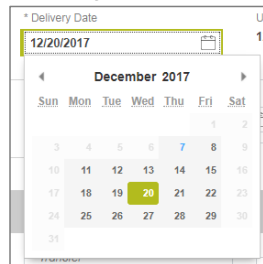 * Delivery Date
U
12/20/2017
1
December 2017
Sun Mon Tue Wed Thu Fri Sat
1 2
3 4 5 6 7 8 9
10 11 12 13 14 15 16
17 18 19 20 21 22 23
24 25 26 27 28 29 30
31
Transfer